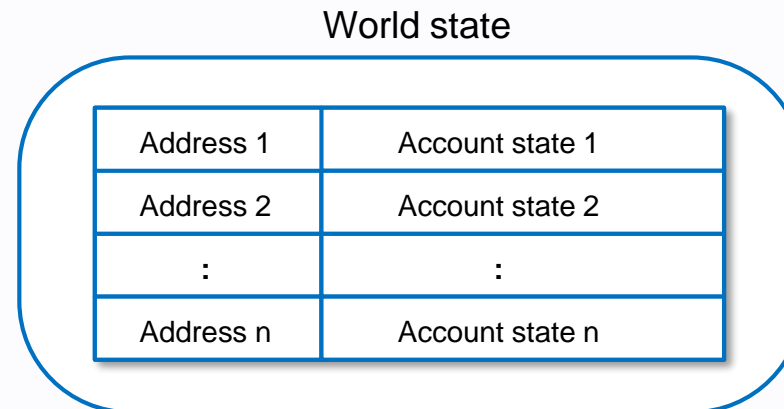 World state
Address 1 Account state 1
Address 2 Account state 2
: :
Address n Account state n